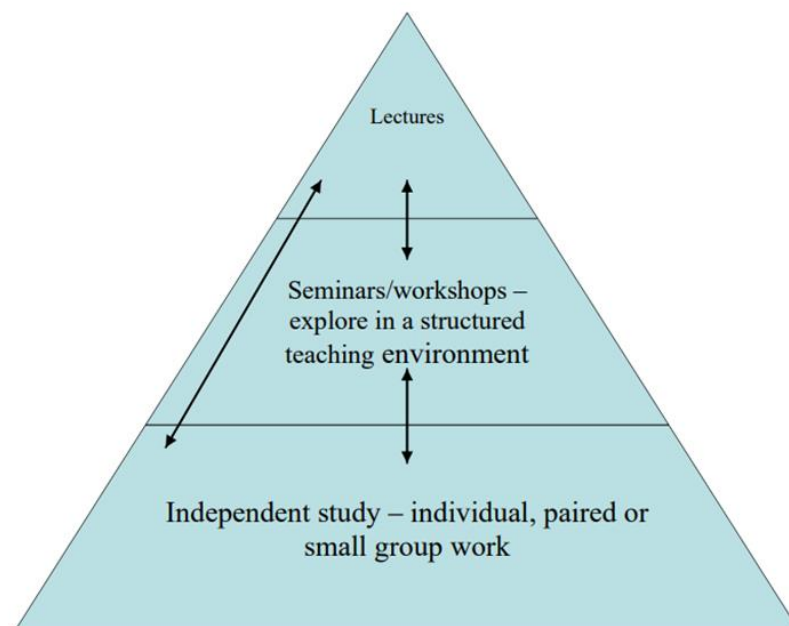 Lectures
Seminars/workshops –
explore in a structured
teaching environment
Independent study – individual, paired or
small group work